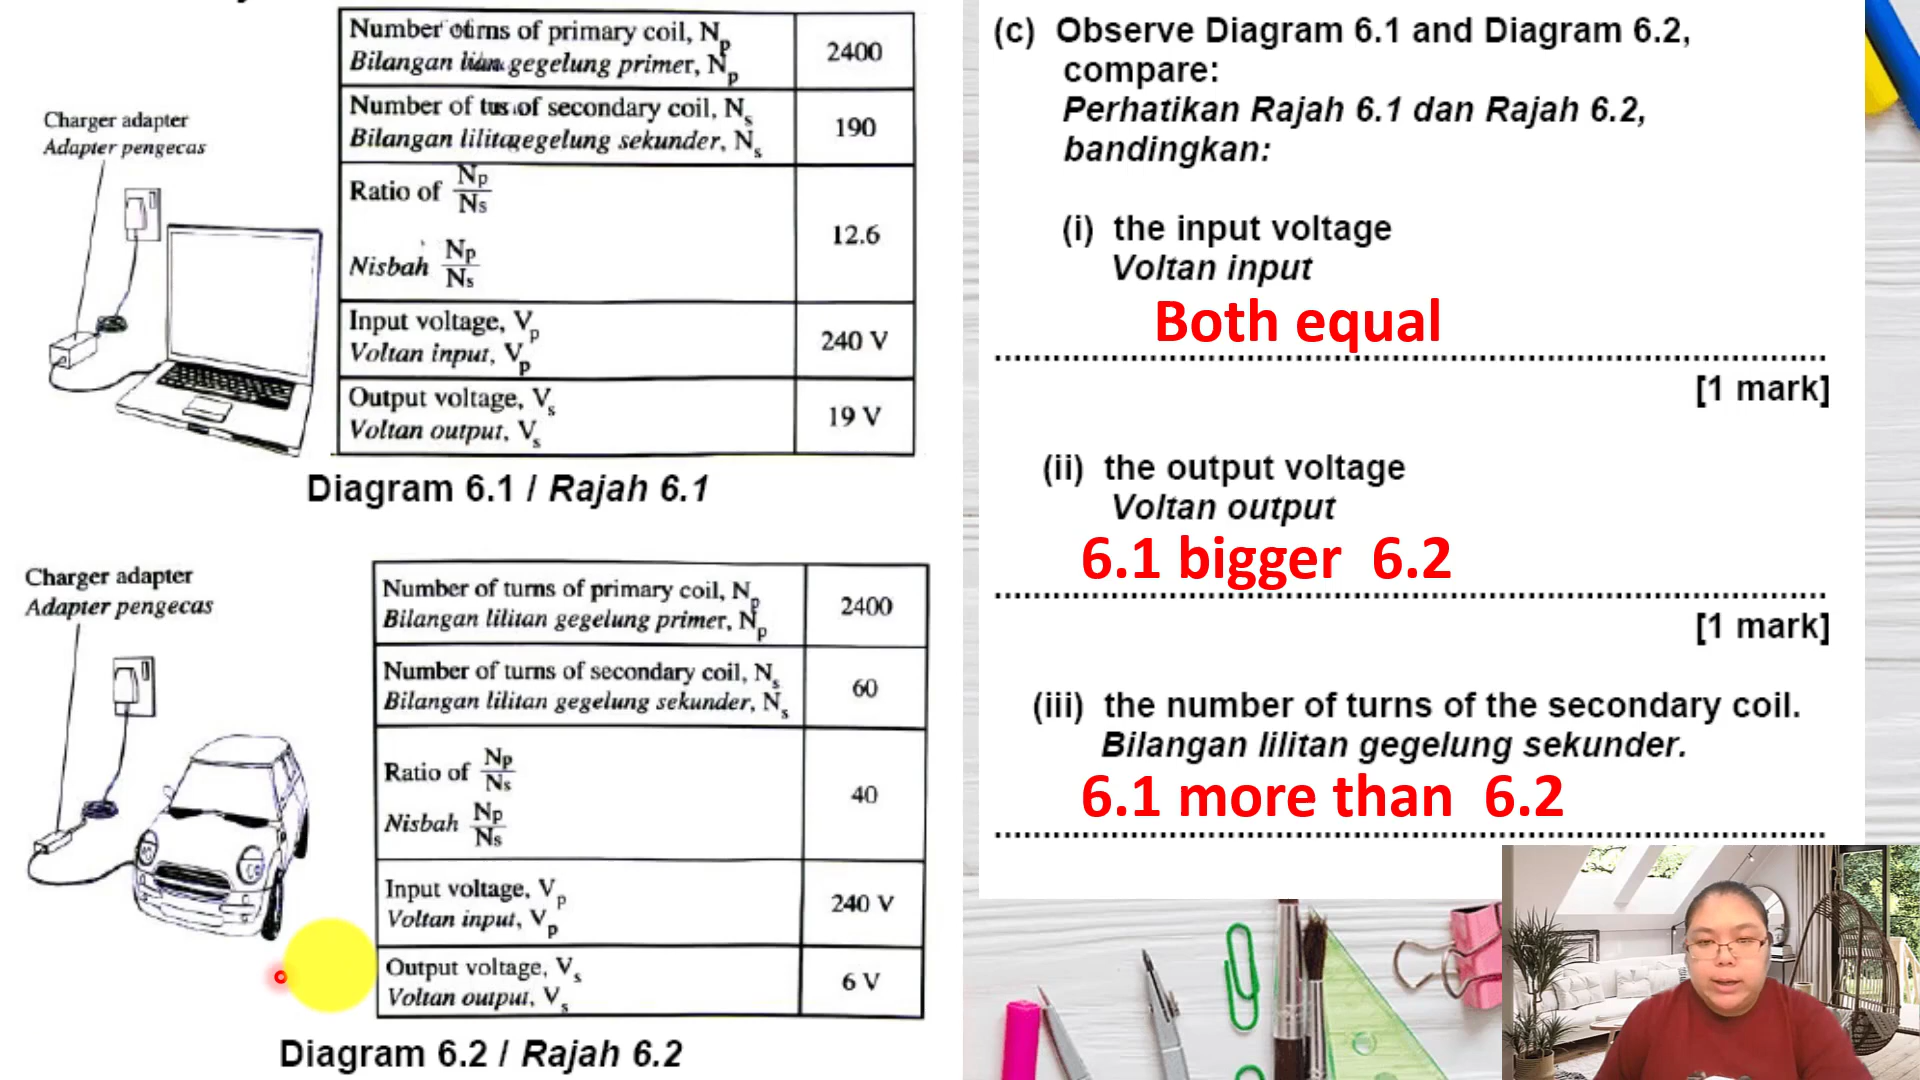 Number of turns of primary coil, Np
Bilangan lilitan gegelung primer, Np
2400
Number of tus of secondary coil, Ns
Bilangan lilitagegelung sekunder, Ns
190
Ratio of Np/Ns
Nisbah Np/Ns
12.6
Input voltage, Vp
Voltan input, Vp
240 V
Output voltage, Vs
Voltan output, Vs
19 V
Charger adapter
Adapter pengecas
Diagram 6.1 / Rajah 6.1
Charger adapter
Adapter pengecas
Number of turns of primary coil, Np
Bilangan lilitan gegelung primer, Np
2400
Number of turns of secondary coil, Ns
Bilangan lilitan gegelung sekunder, Ns
60
Ratio of Np/Ns
Nisbah Np/Ns
40
Input voltage, Vp
Voltan input, Vp
240 V
Output voltage, Vs
Voltan output, Vs
6 V
Diagram 6.2 / Rajah 6.2
(c) Observe Diagram 6.1 and Diagram 6.2,
compare:
Perhatikan Rajah 6.1 dan Rajah 6.2,
bandingkan:
(i) the input voltage
Voltan input
Both equal
[1 mark]
(ii) the output voltage
Voltan output
6.1 bigger 6.2
[1 mark]
(iii) the number of turns of the secondary coil.
Bilangan lilitan gegelung sekunder.
6.1 more than 6.2